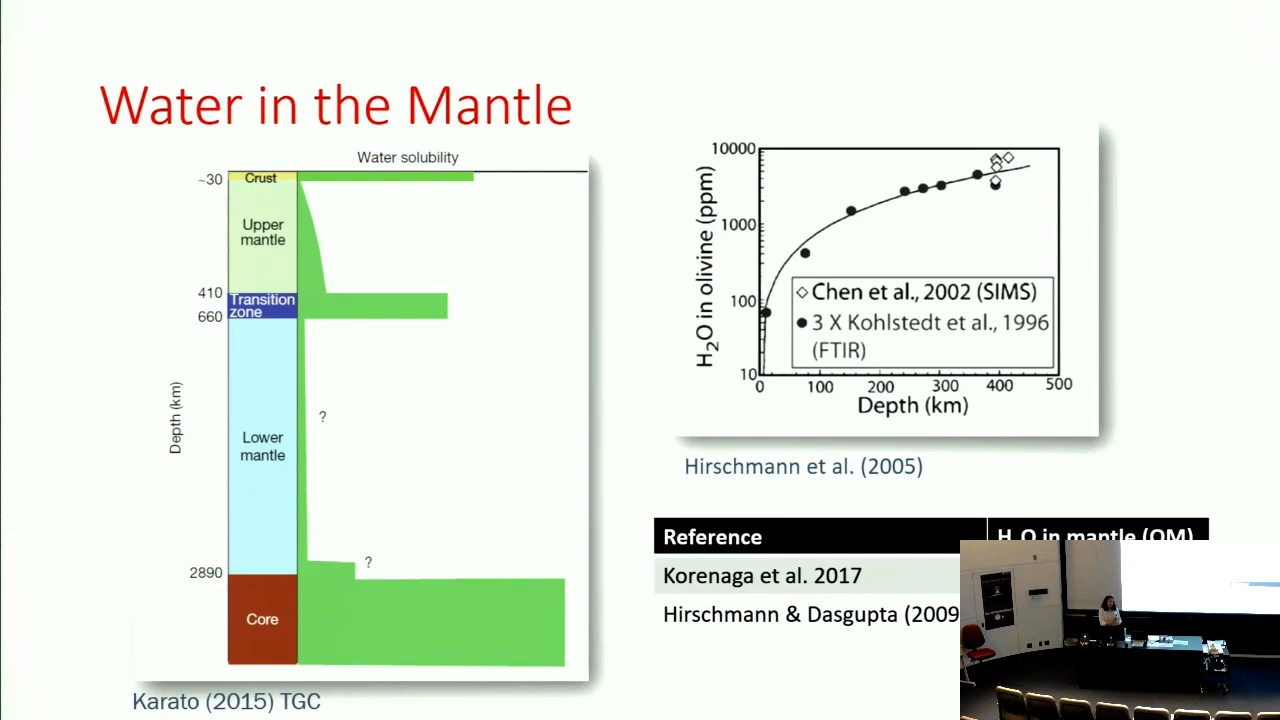 Water in the Mantle
Water solubility
~30
Crust
Upper
mantle
410
Transition
zone
660
Depth (km)
?
Lower
mantle
?
2890
Core
Karato (2015) TGC
H2O in olivine (ppm)
10000
1000
100
10
◇ Chen et al., 2002 (SIMS)
● 3 X Kohlstedt et al., 1996
(FTIR)
0 100 200 300 400 500
Depth (km)
Hirschmann et al. (2005)
Reference H2O in mantle (OM)
Korenaga et al. 2017
Hirschmann & Dasgupta (2009